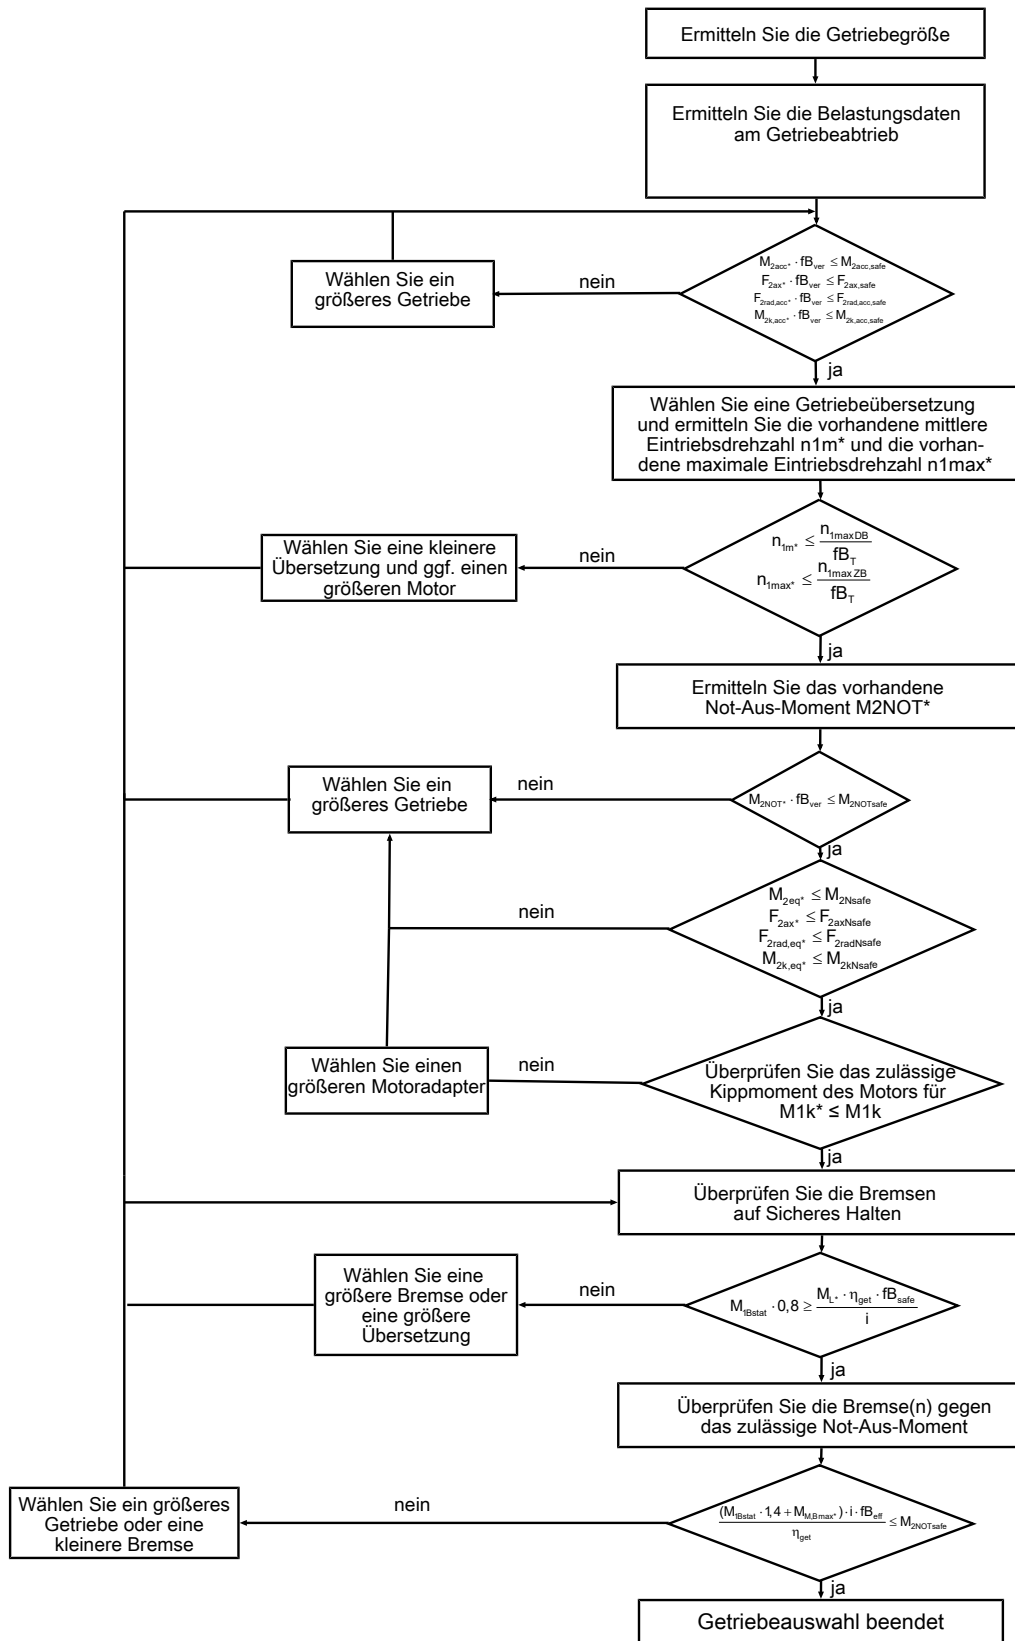 Ermitteln Sie die Getriebegröße
Ermitteln Sie die Belastungsdaten
am Getriebeabtrieb
M2acc* · fBver ≤ M2acc,safe
F2ax* · fBver ≤ F2ax,safe
F2rad,acc* · fBver ≤ F2rad,acc,safe
M2k,acc* · fBver ≤ M2k,acc,safe
nein
Wählen Sie ein
größeres Getriebe
ja
Wählen Sie eine Getriebeübersetzung
und ermitteln Sie die vorhandene mittlere
Eintriebsdrehzahl n1m* und die vorhan-
dene maximale Eintriebsdrehzahl n1max*
n1m* ≤ n1maxDB / fBT
n1max* ≤ n1maxZB / fBT
nein
Wählen Sie eine kleinere
Übersetzung und ggf. einen
größeren Motor
ja
Ermitteln Sie das vorhandene
Not-Aus-Moment M2NOT*
M2NOT* · fBver ≤ M2NOTsafe
nein
Wählen Sie ein
größeres Getriebe
ja
M2eq* ≤ M2Nsafe
F2ax* ≤ F2axNsafe
F2rad,eq* ≤ F2radNsafe
M2k,eq* ≤ M2kNsafe
nein
ja
Überprüfen Sie das zulässige
Kippmoment des Motors für
M1k* ≤ M1k
nein
Wählen Sie einen
größeren Motoradapter
ja
Überprüfen Sie die Bremsen
auf Sicheres Halten
M1Bstat · 0,8 ≥ ML* · ηget · fBsafe / i
nein
Wählen Sie eine
größere Bremse oder
eine größere
Übersetzung
ja
Überprüfen Sie die Bremse(n) gegen
das zulässige Not-Aus-Moment
(M1Bstat · 1,4 + MM,Bmax*) · i · fBeff / ηget ≤ M2NOTsafe
nein
Wählen Sie ein größeres
Getriebe oder eine
kleinere Bremse
ja
Getriebeauswahl beendet